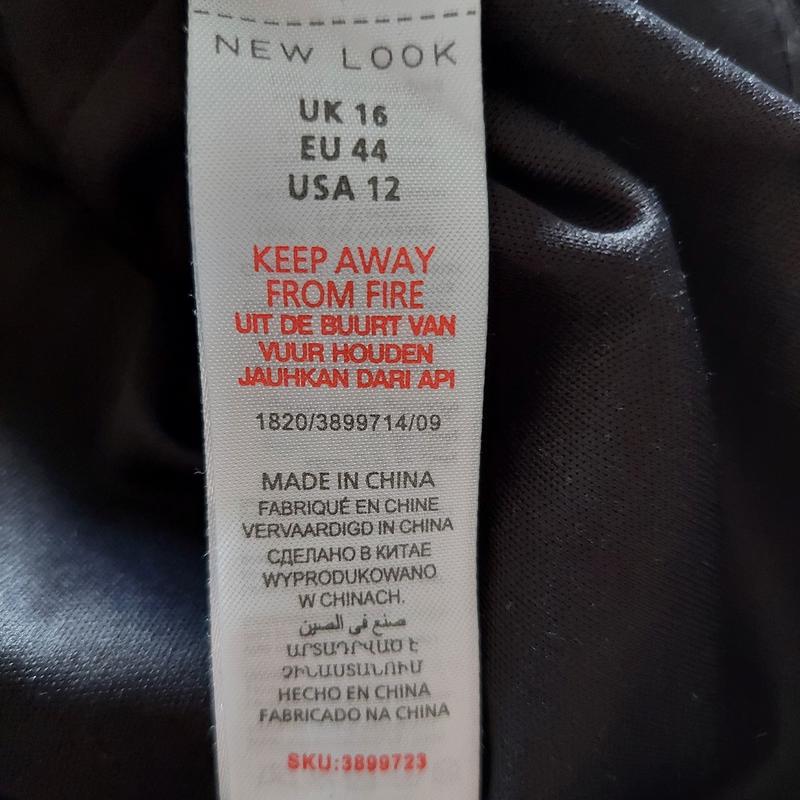 NEW LOOK
UK 16
EU 44
USA 12
KEEP AWAY
FROM FIRE
UIT DE BUURT VAN
VUUR HOUDEN
JAUHKAN DARI API
1820/3899714/09
MADE IN CHINA
FABRIQUÉ EN CHINE
VERVAARDIGD IN CHINA
СДЕЛАНО В КИТАЕ
WYPRODUKOWANO
W CHINACH.
صنع في الصين
ԱՐՏԱԴՐՎԱԾ Է
ՉԻՆԱՍՏԱՆՈՒՄ
HECHO EN CHINA
FABRICADO NA CHINA
SKU:3899723